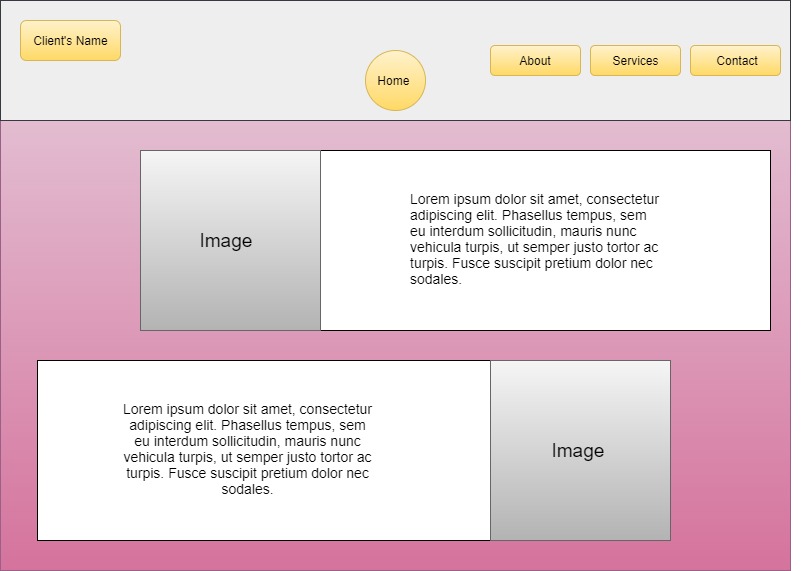 Client's Name
Home
About
Services
Contact
Image
Lorem ipsum dolor sit amet, consectetur
adipiscing elit. Phasellus tempus, sem
eu interdum sollicitudin, mauris nunc
vehicula turpis, ut semper justo tortor ac
turpis. Fusce suscipit pretium dolor nec
sodales.
Lorem ipsum dolor sit amet, consectetur
adipiscing elit. Phasellus tempus, sem
eu interdum sollicitudin, mauris nunc
vehicula turpis, ut semper justo tortor ac
turpis. Fusce suscipit pretium dolor nec
sodales.
Image